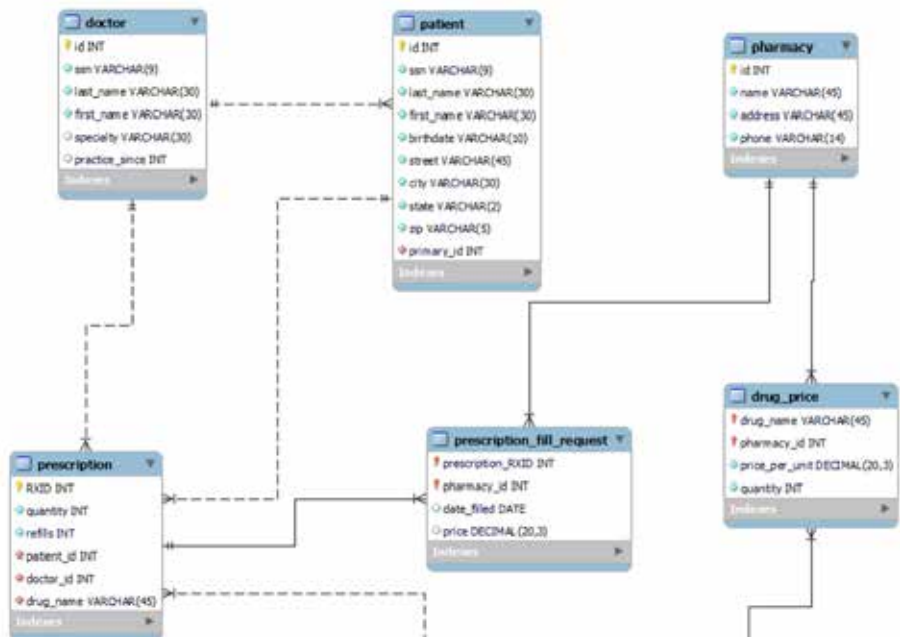 doctor
id INT
ssn VARCHAR(9)
last_name VARCHAR(30)
first_name VARCHAR(30)
specialty VARCHAR(30)
practice_since INT
Indexes
patient
id INT
ssn VARCHAR(9)
last_name VARCHAR(30)
first_name VARCHAR(30)
birthdate VARCHAR(10)
street VARCHAR(45)
city VARCHAR(30)
state VARCHAR(2)
zip VARCHAR(5)
primary_id INT
Indexes
pharmacy
id INT
name VARCHAR(45)
address VARCHAR(45)
phone VARCHAR(14)
Indexes
prescription
RXID INT
quantity INT
refills INT
patient_id INT
doctor_id INT
drug_name VARCHAR(45)
Indexes
prescription_fill_request
prescription_RXID INT
pharmacy_id INT
date_filled DATE
price DECIMAL(20,3)
Indexes
drug_price
drug_name VARCHAR(45)
pharmacy_id INT
price_per_unit DECIMAL(20,3)
quantity INT
Indexes